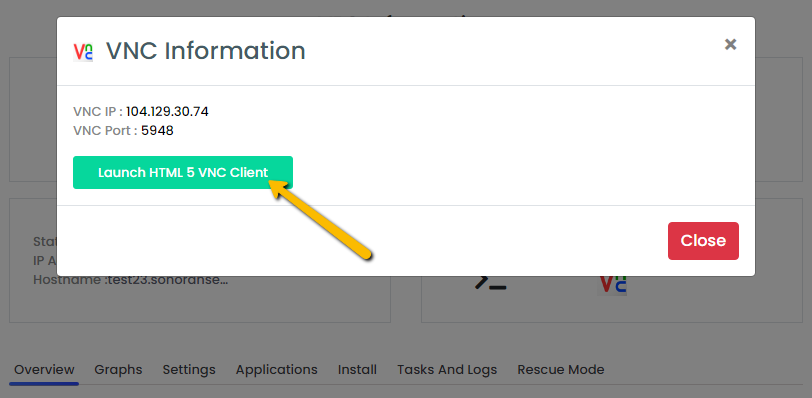 VNC Information
×
VNC IP : 104.129.30.74
VNC Port : 5948
Launch HTML 5 VNC Client
Close
Stat
IP A
Hostname :test23.sonoranse...
Overview Graphs Settings Applications Install Tasks And Logs Rescue Mode